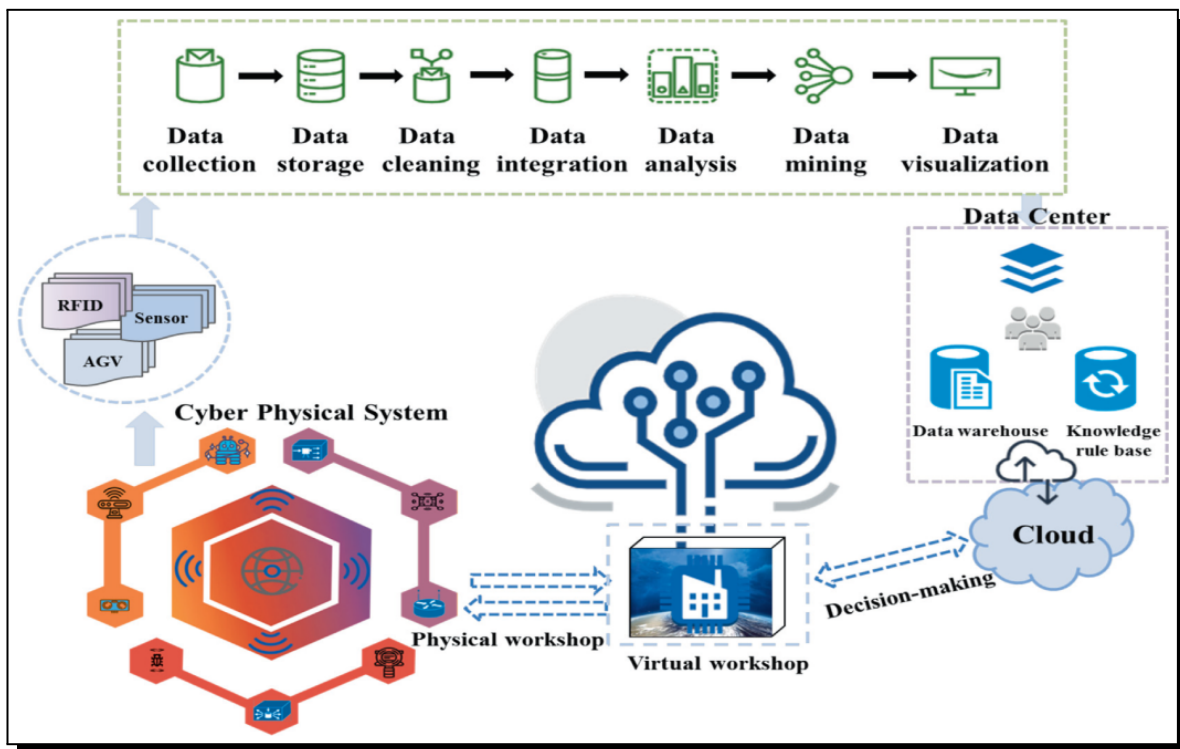 Data collection
Data storage
Data cleaning
Data integration
Data analysis
Data mining
Data visualization
Data Center
RFID
Sensor
AGV
Data warehouse
Knowledge rule base
Cyber Physical System
Cloud
Decision-making
Physical workshop
Virtual workshop